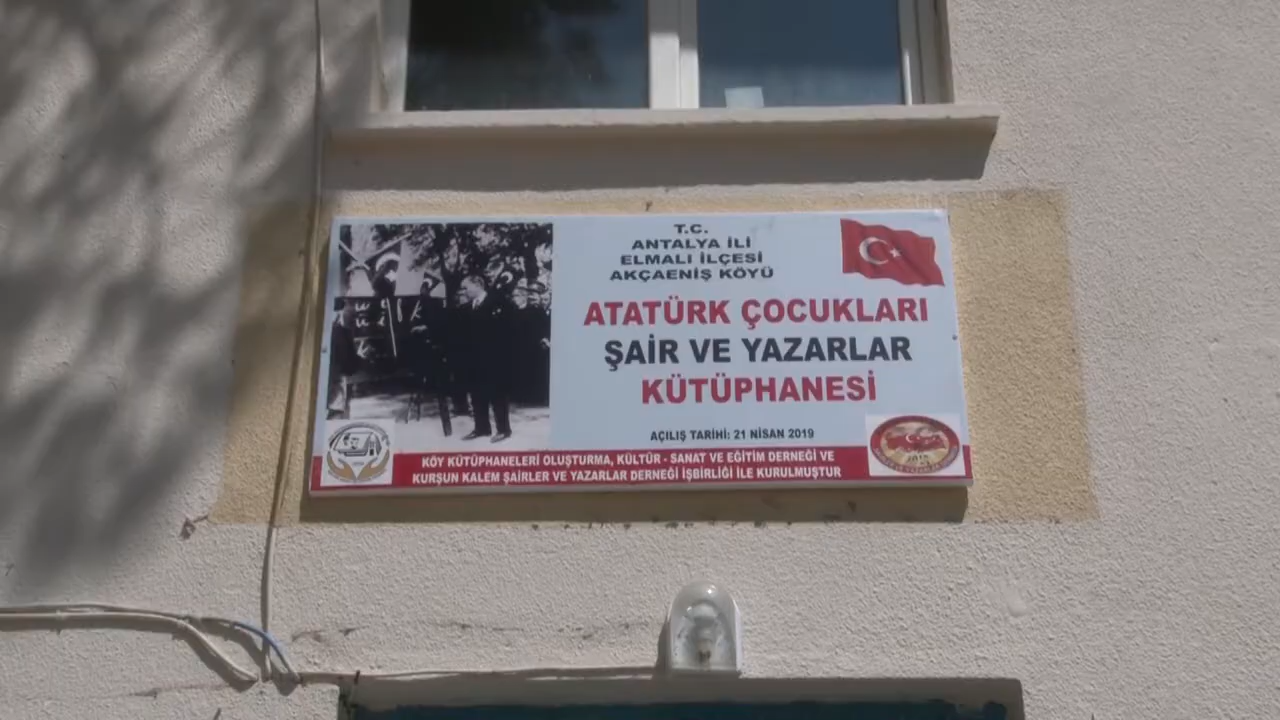 T.C.
ANTALYA İLİ
ELMALI İLÇESİ
AKÇAENİŞ KÖYÜ
ATATÜRK ÇOCUKLARI
ŞAİR VE YAZARLAR
KÜTÜPHANESİ
AÇILIŞ TARİHİ: 21 NİSAN 2019
KÖY KÜTÜPHANELERİ OLUŞTURMA, KÜLTÜR - SANAT VE EĞİTİM DERNEĞİ VE
KURŞUN KALEM ŞAİRLER VE YAZARLAR DERNEĞİ İŞBİRLİĞİ İLE KURULMUŞTUR